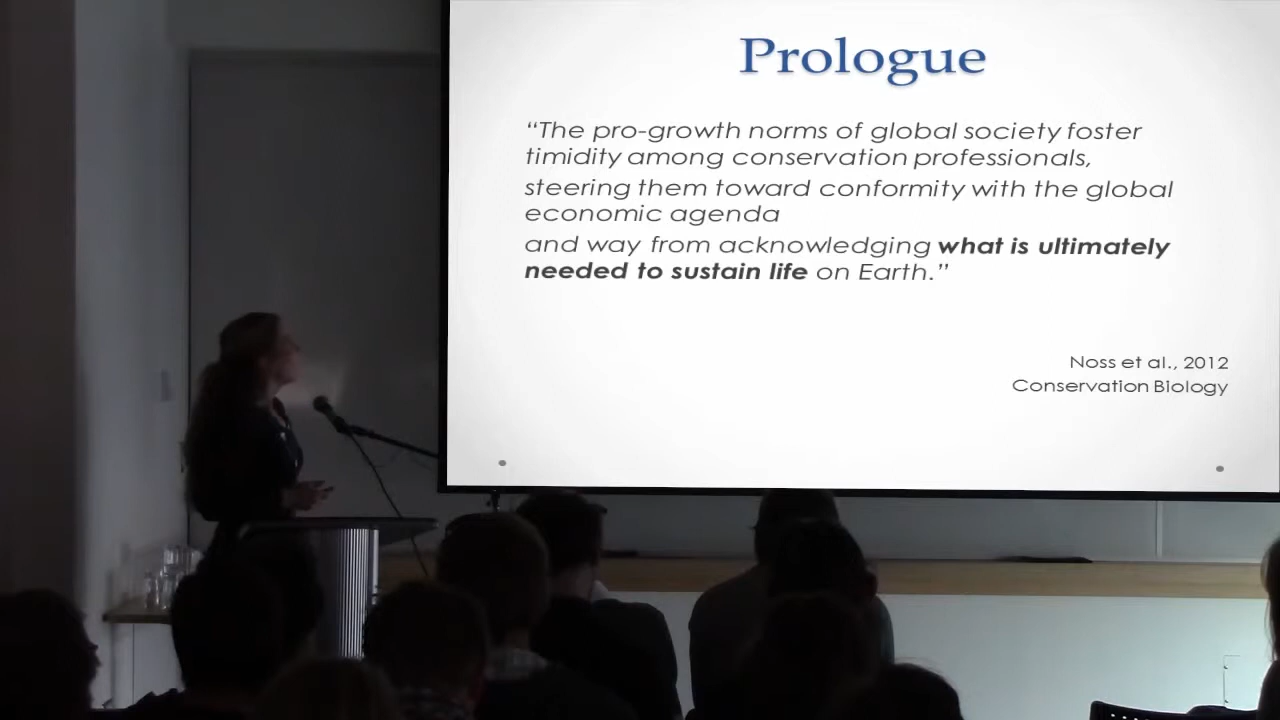 Prologue
“The pro-growth norms of global society foster
timidity among conservation professionals,
steering them toward conformity with the global
economic agenda
and way from acknowledging what is ultimately
needed to sustain life on Earth.”
Noss et al., 2012
Conservation Biology